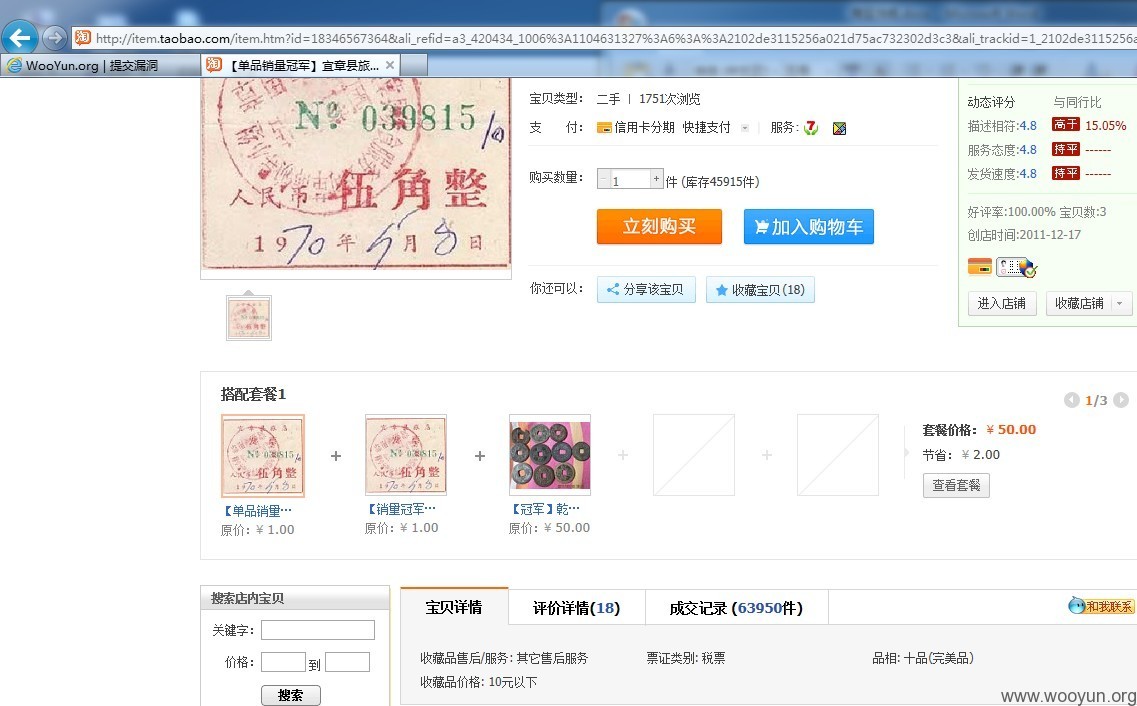 http://item.taobao.com/item.htm?id=18346567364&ali_refid=a3_420434_1006%3A1104631327%3A6%3A%3A2102de3115256a021d75ac732302d3c3&ali_trackid=1_2102de3115256a
WooYun.org | 提交漏洞
【单品销量冠军】宜章县旅...
№ 039815
人民币 伍角整
1970年5月8日
宝贝类型： 二手 | 1751次浏览
支 付： 信用卡分期 快捷支付 服务：
购买数量： 1 件 (库存45915件)
立刻购买 加入购物车
你还可以： 分享该宝贝 收藏宝贝(18)
动态评分 与同行比
描述相符:4.8 高于 15.05%
服务态度:4.8 持平 ------
发货速度:4.8 持平 ------
好评率:100.00% 宝贝数:3
创店时间:2011-12-17
进入店铺 收藏店铺
搭配套餐1
1/3
【单品销量…
原价：￥1.00
【销量冠军…
原价：￥1.00
【冠军】乾…
原价：￥50.00
套餐价格：￥50.00
节省：￥2.00
查看套餐
搜索店内宝贝
关键字：
价格： 到
搜索
宝贝详情 评价详情(18) 成交记录 (63950件)
和我联系
收藏品售后/服务: 其它售后服务 票证类别: 税票 品相: 十品(完美品)
收藏品价格: 10元以下
www.wooyun.org